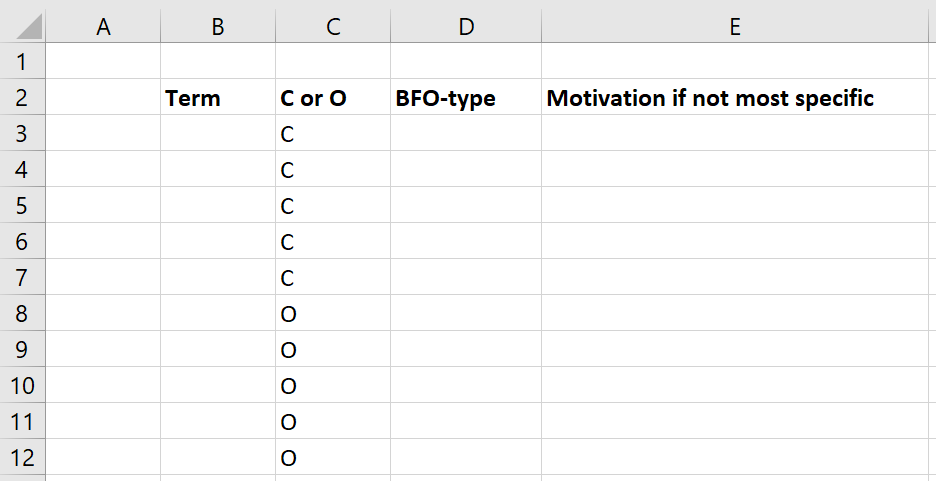 A B C D E
1
2 Term C or O BFO-type Motivation if not most specific
3 C
4 C
5 C
6 C
7 C
8 O
9 O
10 O
11 O
12 O